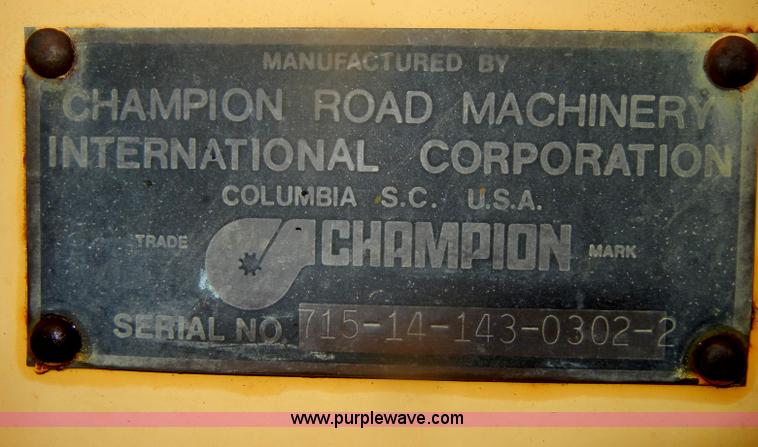 MANUFACTURED BY
CHAMPION ROAD MACHINERY
INTERNATIONAL CORPORATION
COLUMBIA S.C. U.S.A.
TRADE CHAMPION MARK
SERIAL NO. 715-14-143-0302-2
www.purplewave.com